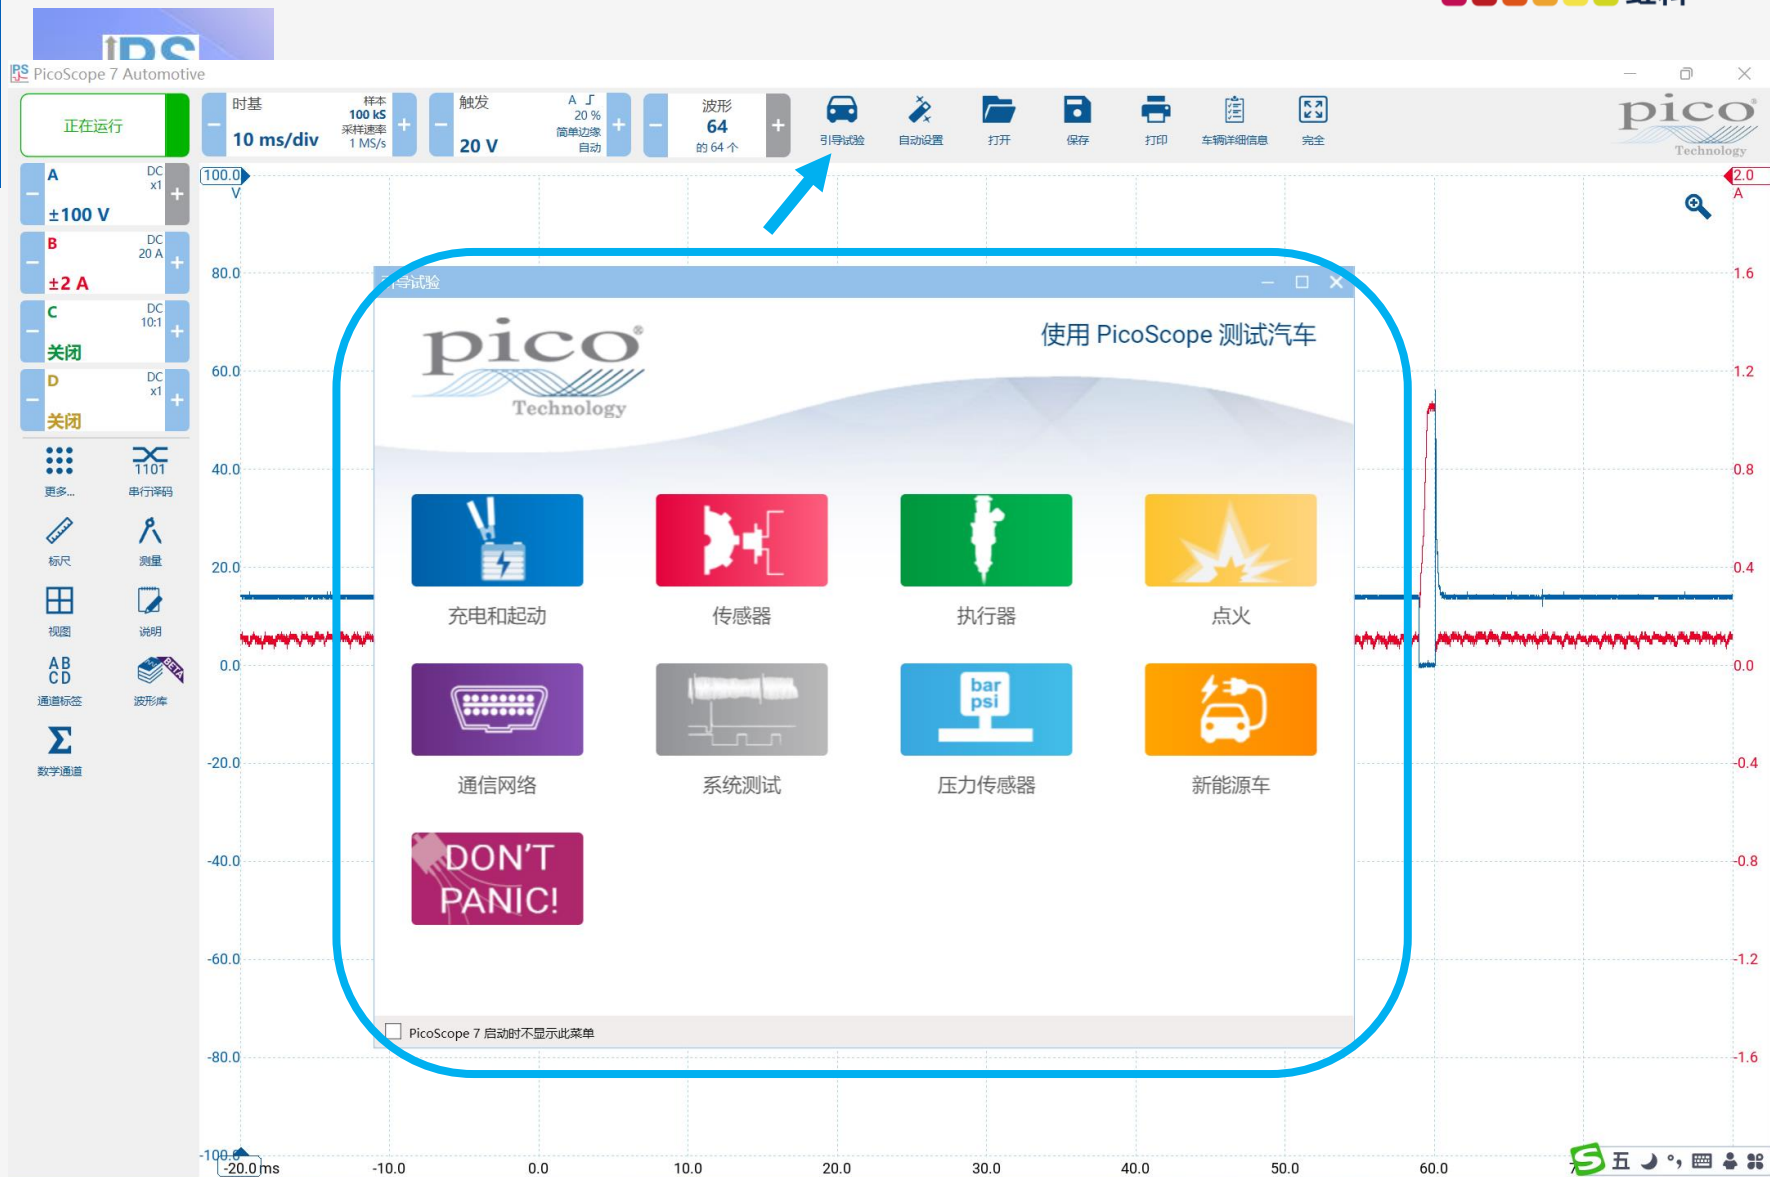 虹科
PS
PicoScope 7 Automotive
正在运行
时基
10 ms/div
样本
100 kS
采样速率
1 MS/s
触发
20 V
A
20 %
简单边缘
自动
波形
64
的 64 个
引导试验
自动设置
打开
保存
打印
车辆详细信息
完全
pico
Technology
A
DC
x1
±100 V
B
DC
20 A
±2 A
C
DC
10:1
关闭
D
DC
x1
关闭
更多...
1101
串行译码
标尺
测量
视图
说明
AB
CD
通道标签
BETA
波形库
Σ
数学通道
100.0
V
80.0
60.0
40.0
20.0
0.0
-20.0
-40.0
-60.0
-80.0
2.0
A
1.6
1.2
0.8
0.4
0.0
-0.4
-0.8
-1.2
-1.6
引导试验
pico®
Technology
使用 PicoScope 测试汽车
充电和起动
传感器
执行器
点火
bar
psi
通信网络
系统测试
压力传感器
新能源车
DON'T
PANIC!
PicoScope 7 启动时不显示此菜单
-20.0 ms
-10.0
0.0
10.0
20.0
30.0
40.0
50.0
60.0
五